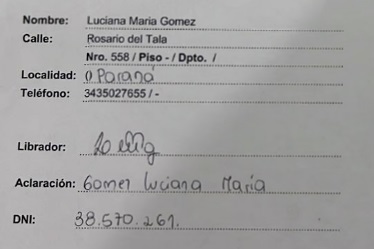 Nombre: Luciana Maria Gomez
Calle: Rosario del Tala
Nro. 558 / Piso - / Dpto. /
Localidad: Paraná
Teléfono: 3435027655 / -
Librador:
Aclaración: Gomez Luciana María
DNI: 38.570.261.